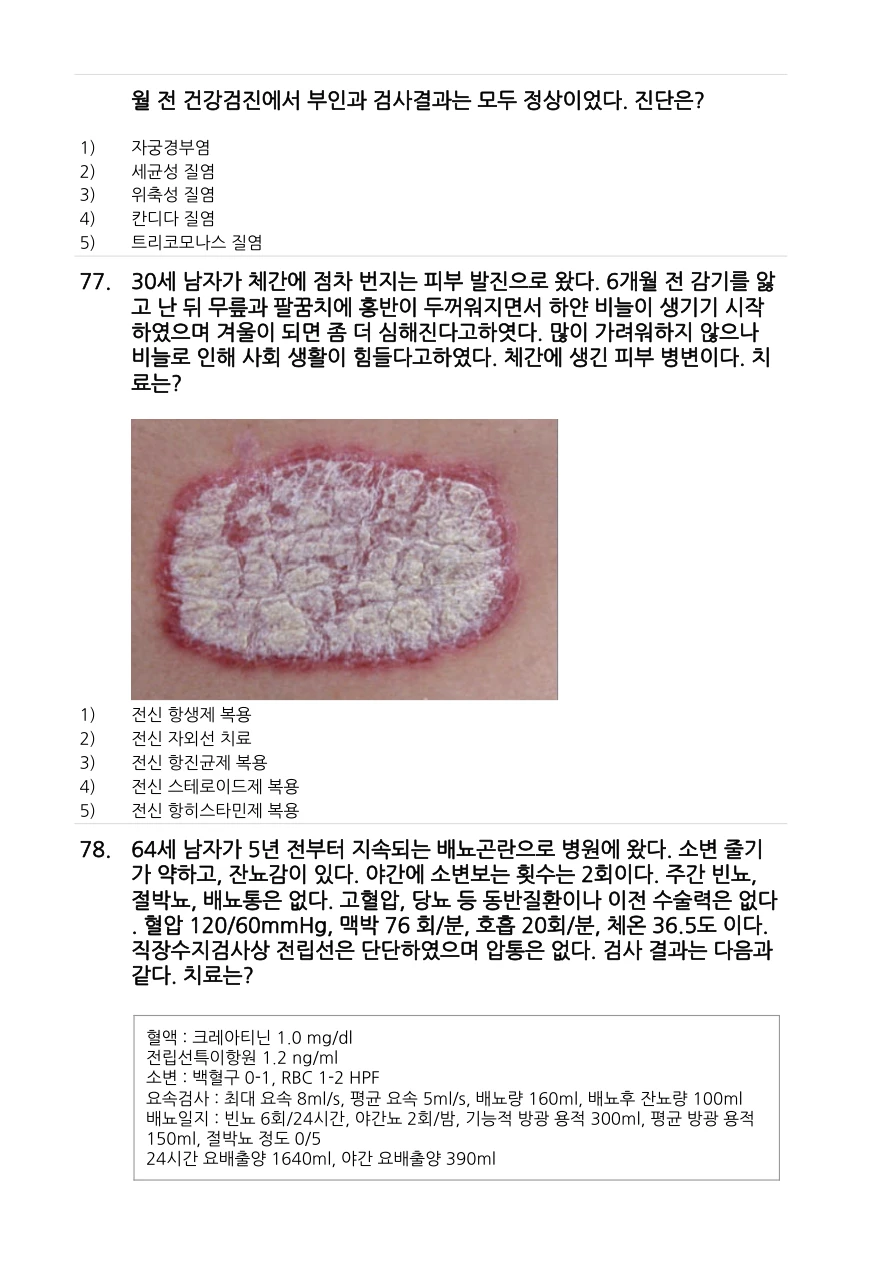 월 전 건강검진에서 부인과 검사결과는 모두 정상이었다. 진단은?
1) 자궁경부염
2) 세균성 질염
3) 위축성 질염
4) 칸디다 질염
5) 트리코모나스 질염
77. 30세 남자가 체간에 점차 번지는 피부 발진으로 왔다. 6개월 전 감기를 앓
고 난 뒤 무릎과 팔꿈치에 홍반이 두꺼워지면서 하얀 비늘이 생기기 시작
하였으며 겨울이 되면 좀 더 심해진다고하엿다. 많이 가려워하지 않으나
비늘로 인해 사회 생활이 힘들다고하였다. 체간에 생긴 피부 병변이다. 치
료는?
1) 전신 항생제 복용
2) 전신 자외선 치료
3) 전신 항진균제 복용
4) 전신 스테로이드제 복용
5) 전신 항히스타민제 복용
78. 64세 남자가 5년 전부터 지속되는 배뇨곤란으로 병원에 왔다. 소변 줄기
가 약하고, 잔뇨감이 있다. 야간에 소변보는 횟수는 2회이다. 주간 빈뇨,
절박뇨, 배뇨통은 없다. 고혈압, 당뇨 등 동반질환이나 이전 수술력은 없다
. 혈압 120/60mmHg, 맥박 76 회/분, 호흡 20회/분, 체온 36.5도 이다.
직장수지검사상 전립선은 단단하였으며 압통은 없다. 검사 결과는 다음과
같다. 치료는?
혈액 : 크레아티닌 1.0 mg/dl
전립선특이항원 1.2 ng/ml
소변 : 백혈구 0-1, RBC 1-2 HPF
요속검사 : 최대 요속 8ml/s, 평균 요속 5ml/s, 배뇨량 160ml, 배뇨후 잔뇨량 100ml
배뇨일지 : 빈뇨 6회/24시간, 야간뇨 2회/밤, 기능적 방광 용적 300ml, 평균 방광 용적
150ml, 절박뇨 정도 0/5
24시간 요배출양 1640ml, 야간 요배출양 390ml